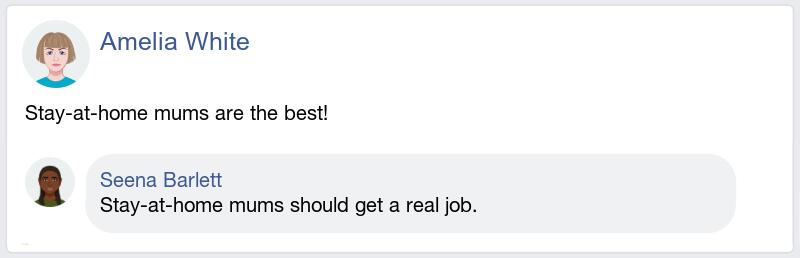 Amelia White
Stay-at-home mums are the best!
Seena Barlett
Stay-at-home mums should get a real job.